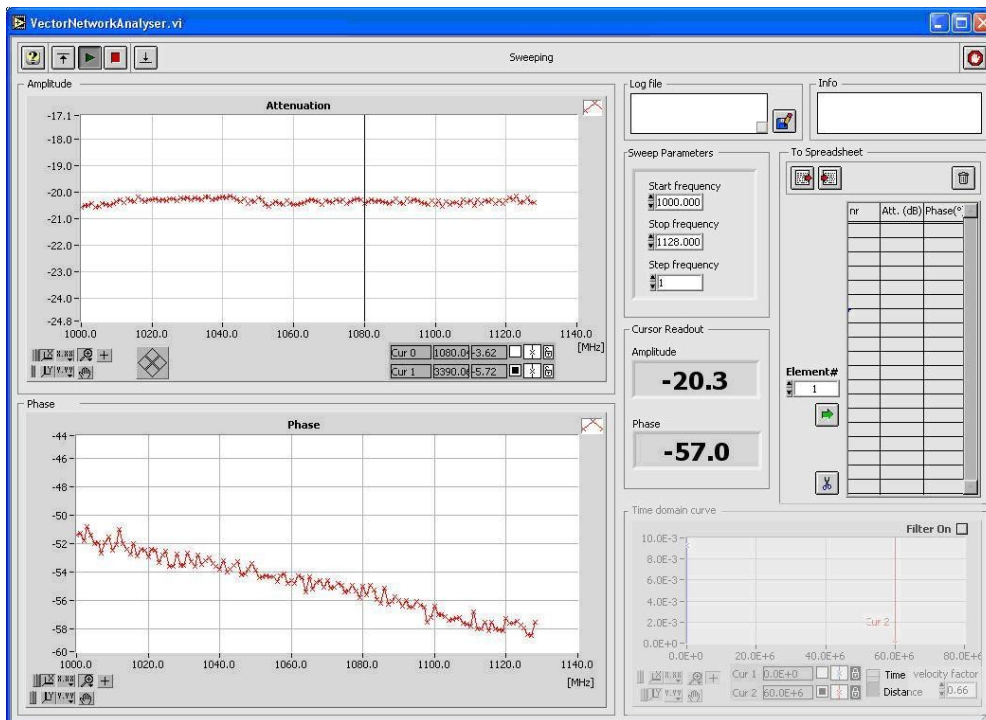 VectorNetworkAnalyser.vi
Sweeping
Amplitude
Attenuation
-17.1
-18.0
-19.0
-20.0
-21.0
-22.0
-23.0
-24.0
-24.8
1000.0 1020.0 1040.0 1060.0 1080.0 1100.0 1120.0 1140.0
[MHz]
Cur 0 1080.0 -3.62
Cur 1 3390.0 -5.72
Log file
Info
Sweep Parameters
Start frequency
1000.000
Stop frequency
1128.000
Step frequency
1
To Spreadsheet
nr Att. (dB) Phase(°)
Element#
1
Cursor Readout
Amplitude
-20.3
Phase
-57.0
Phase
Phase
-44
-46
-48
-50
-52
-54
-56
-58
-60
1000.0 1020.0 1040.0 1060.0 1080.0 1100.0 1120.0 1140.0
[MHz]
Time domain curve
Filter On
10.0E-3
8.0E-3
6.0E-3
4.0E-3
2.0E-3
0.0E+0
Cur 2
0.0E+0 20.0E+6 40.0E+6 60.0E+6 80.0E+6
Cur 1 0.0E+0
Cur 2 60.0E+6
Time velocity factor
Distance 0.66